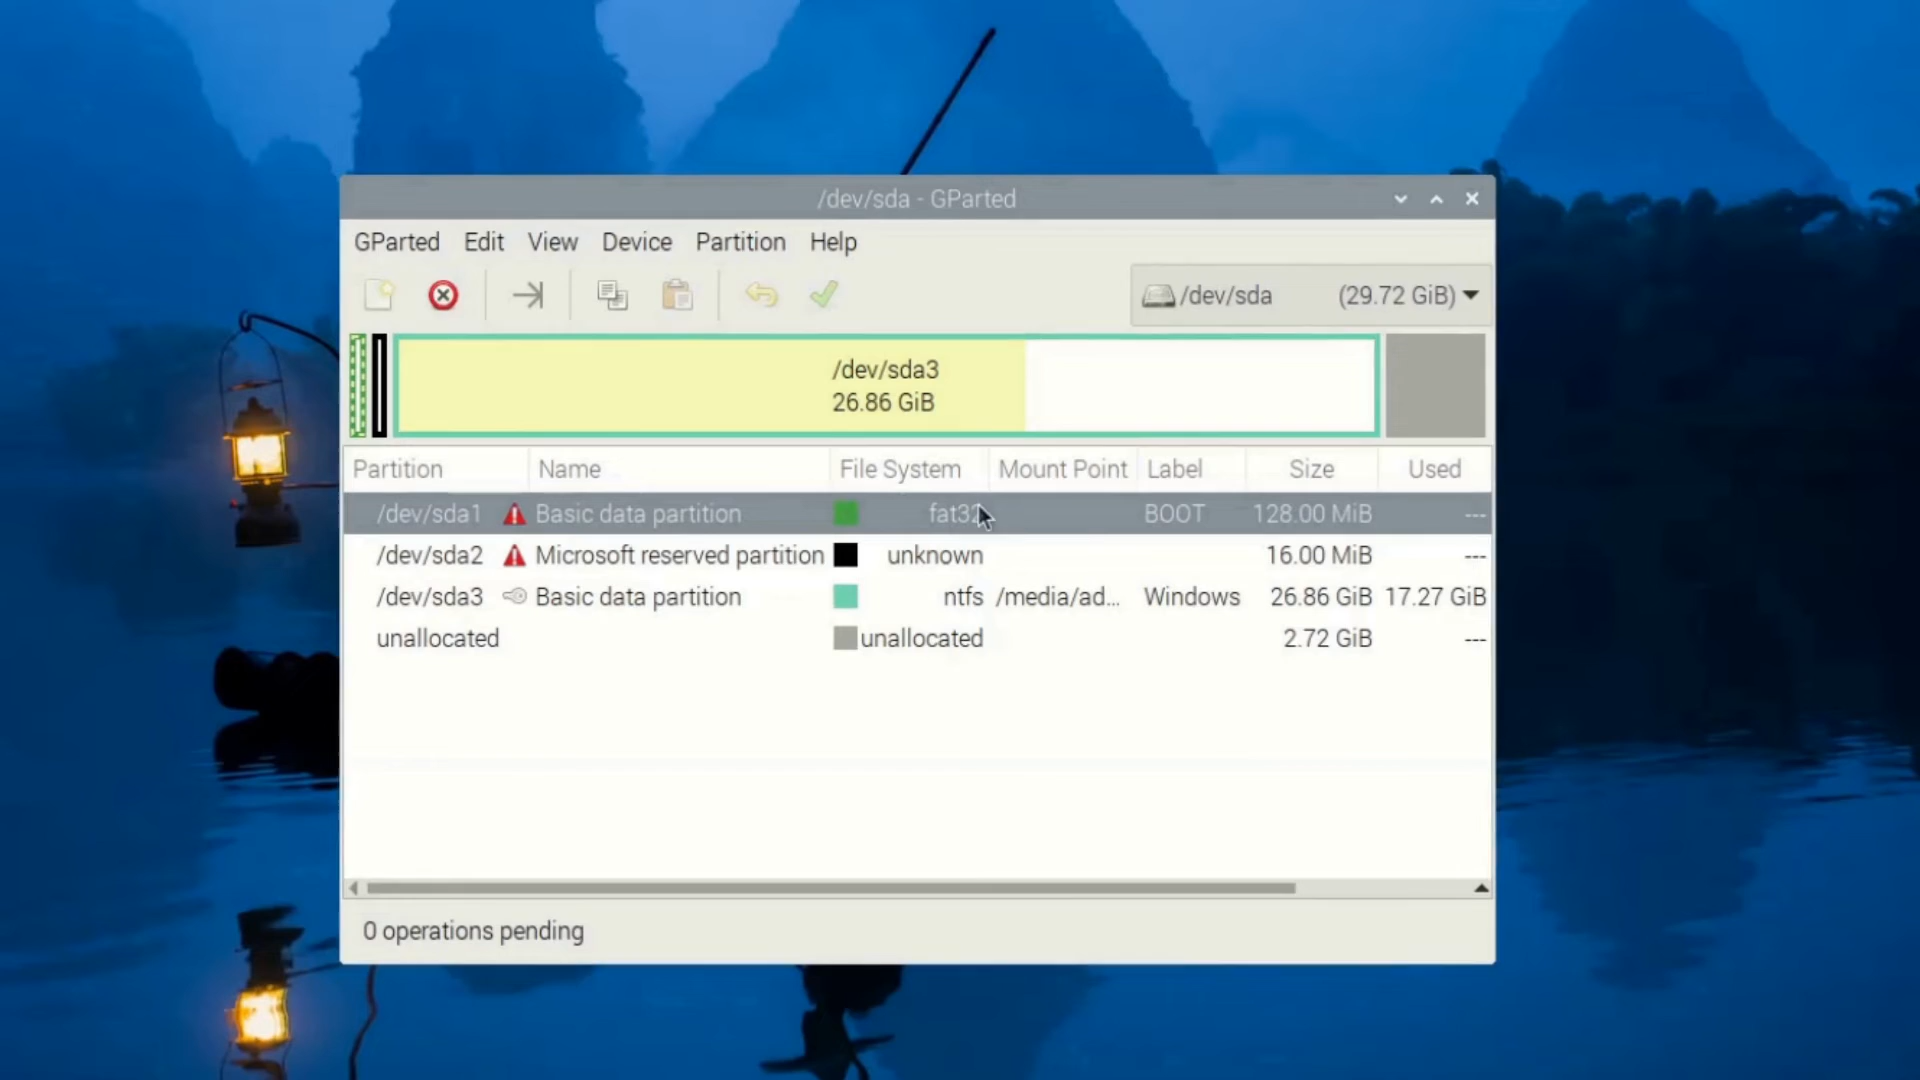 /dev/sda - GParted
GParted Edit View Device Partition Help
/dev/sda (29.72 GiB)
/dev/sda3
26.86 GiB
Partition Name File System Mount Point Label Size Used
/dev/sda1 Basic data partition fat32 BOOT 128.00 MiB ---
/dev/sda2 Microsoft reserved partition unknown 16.00 MiB ---
/dev/sda3 Basic data partition ntfs /media/ad... Windows 26.86 GiB 17.27 GiB
unallocated unallocated 2.72 GiB ---
0 operations pending